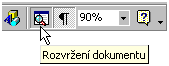 ¶ 90% ?
Rozvržení dokumentu